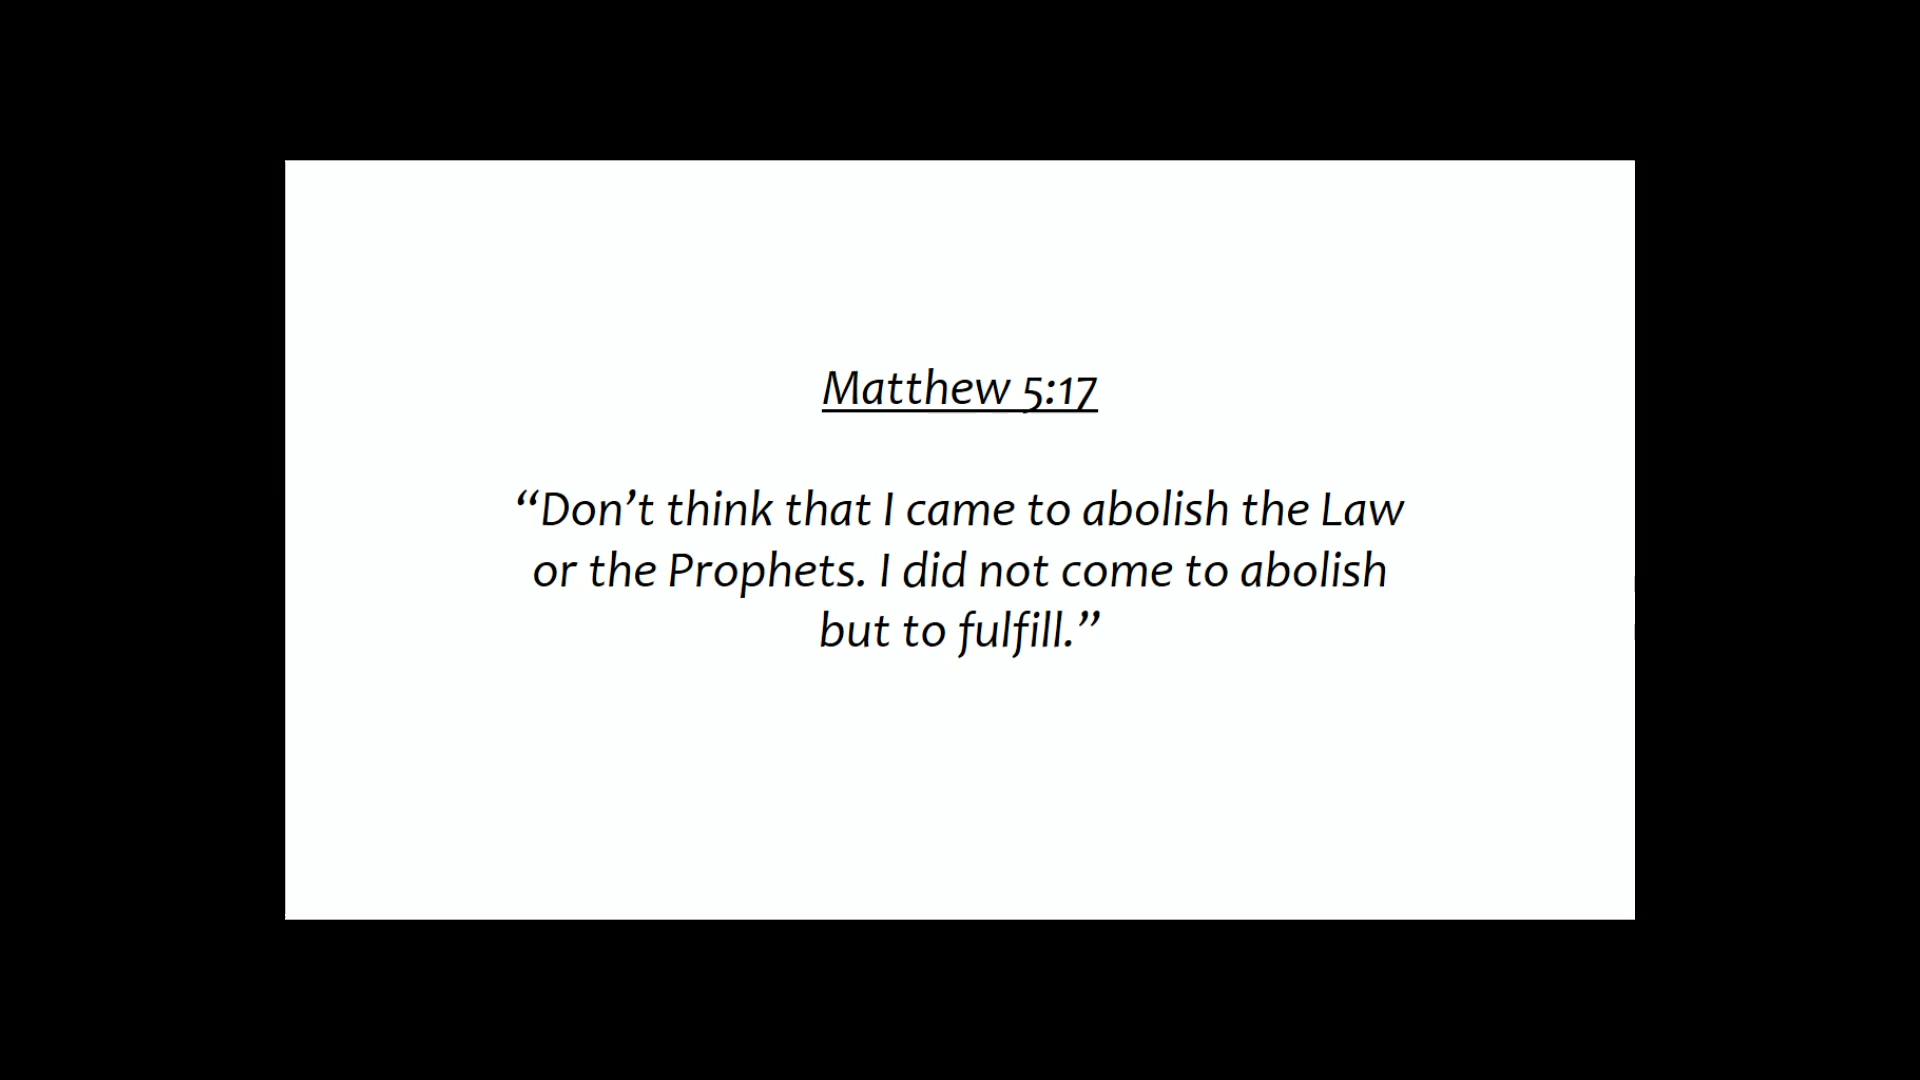 Matthew 5:17
“Don’t think that I came to abolish the Law
or the Prophets. I did not come to abolish
but to fulfill.”